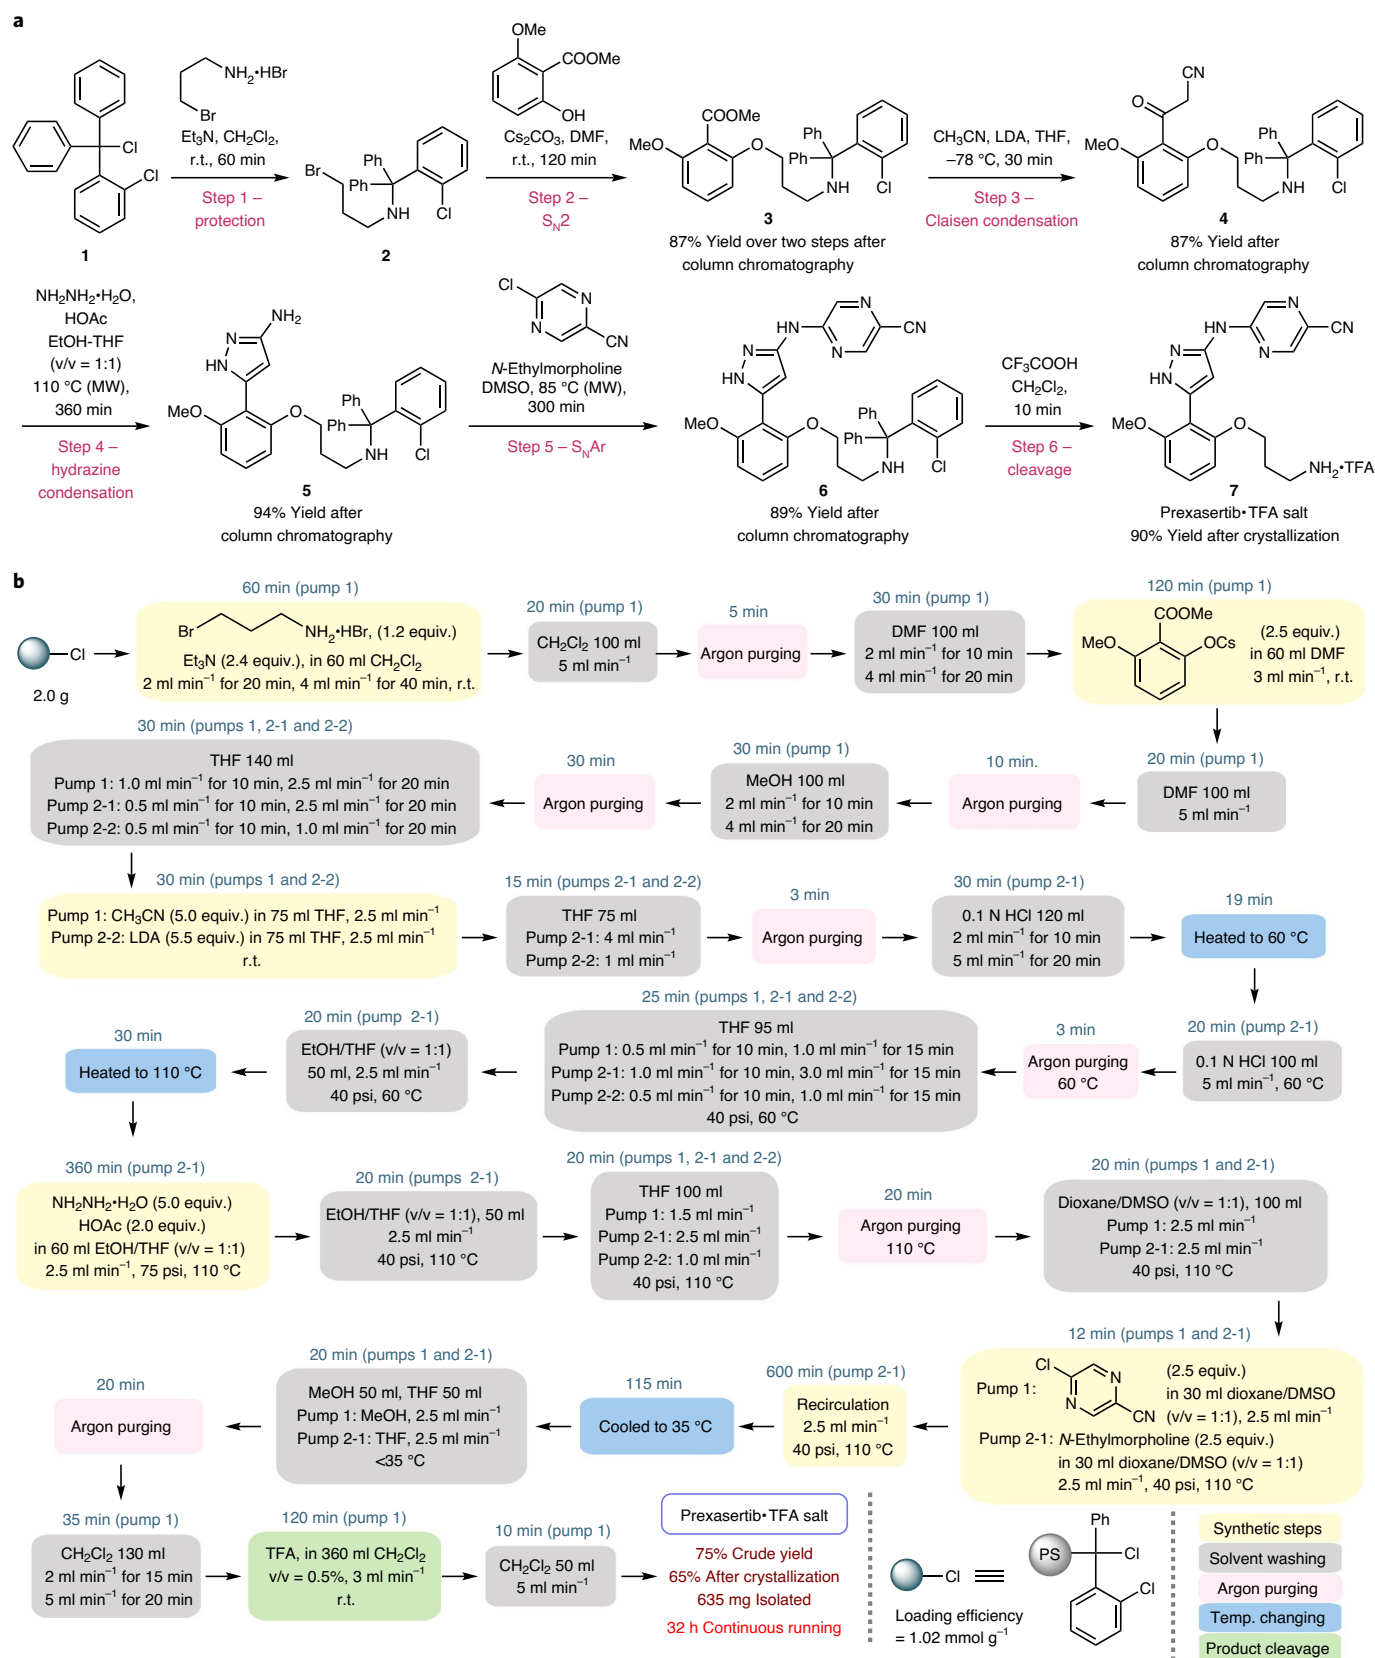 a
NH₂•HBr
Br
Et₃N, CH₂Cl₂,
r.t., 60 min
Step 1 –
protection
Cl
Cl
1
Br
Ph
Ph
NH
Cl
2
OMe
COOMe
OH
Cs₂CO₃, DMF,
r.t., 120 min
Step 2 –
S_N2
COOMe
MeO
O
Ph
Ph
NH
Cl
3
87% Yield over two steps after
column chromatography
CH₃CN, LDA, THF,
–78 °C, 30 min
Step 3 –
Claisen condensation
CN
O
MeO
O
Ph
Ph
NH
Cl
4
87% Yield after
column chromatography
NH₂NH₂•H₂O,
HOAc
EtOH-THF
(v/v = 1:1)
110 °C (MW),
360 min
Step 4 –
hydrazine
condensation
NH₂
N
HN
MeO
O
Ph
Ph
NH
Cl
5
94% Yield after
column chromatography
Cl
N
N
CN
N-Ethylmorpholine
DMSO, 85 °C (MW),
300 min
Step 5 – S_NAr
HN
N
N
CN
N
HN
MeO
O
Ph
Ph
NH
Cl
6
89% Yield after
column chromatography
CF₃COOH
CH₂Cl₂,
10 min
Step 6 –
cleavage
HN
N
N
CN
N
HN
MeO
O
NH₂•TFA
7
Prexasertib•TFA salt
90% Yield after crystallization
b
Cl
2.0 g
60 min (pump 1)
Br
NH₂•HBr, (1.2 equiv.)
Et₃N (2.4 equiv.), in 60 ml CH₂Cl₂
2 ml min⁻¹ for 20 min, 4 ml min⁻¹ for 40 min, r.t.
20 min (pump 1)
CH₂Cl₂ 100 ml
5 ml min⁻¹
5 min
Argon purging
30 min (pump 1)
DMF 100 ml
2 ml min⁻¹ for 10 min
4 ml min⁻¹ for 20 min
120 min (pump 1)
COOMe
MeO
OCs
(2.5 equiv.)
in 60 ml DMF
3 ml min⁻¹, r.t.
20 min (pump 1)
DMF 100 ml
5 ml min⁻¹
10 min.
Argon purging
30 min (pump 1)
MeOH 100 ml
2 ml min⁻¹ for 10 min
4 ml min⁻¹ for 20 min
30 min
Argon purging
30 min (pumps 1, 2-1 and 2-2)
THF 140 ml
Pump 1: 1.0 ml min⁻¹ for 10 min, 2.5 ml min⁻¹ for 20 min
Pump 2-1: 0.5 ml min⁻¹ for 10 min, 2.5 ml min⁻¹ for 20 min
Pump 2-2: 0.5 ml min⁻¹ for 10 min, 1.0 ml min⁻¹ for 20 min
30 min (pumps 1 and 2-2)
Pump 1: CH₃CN (5.0 equiv.) in 75 ml THF, 2.5 ml min⁻¹
Pump 2-2: LDA (5.5 equiv.) in 75 ml THF, 2.5 ml min⁻¹
r.t.
15 min (pumps 2-1 and 2-2)
THF 75 ml
Pump 2-1: 4 ml min⁻¹
Pump 2-2: 1 ml min⁻¹
3 min
Argon purging
30 min (pump 2-1)
0.1 N HCl 120 ml
2 ml min⁻¹ for 10 min
5 ml min⁻¹ for 20 min
19 min
Heated to 60 °C
20 min (pump 2-1)
0.1 N HCl 100 ml
5 ml min⁻¹, 60 °C
3 min
Argon purging
60 °C
25 min (pumps 1, 2-1 and 2-2)
THF 95 ml
Pump 1: 0.5 ml min⁻¹ for 10 min, 1.0 ml min⁻¹ for 15 min
Pump 2-1: 1.0 ml min⁻¹ for 10 min, 3.0 ml min⁻¹ for 15 min
Pump 2-2: 0.5 ml min⁻¹ for 10 min, 1.0 ml min⁻¹ for 15 min
40 psi, 60 °C
20 min (pump 2-1)
EtOH/THF (v/v = 1:1)
50 ml, 2.5 ml min⁻¹
40 psi, 60 °C
30 min
Heated to 110 °C
360 min (pump 2-1)
NH₂NH₂•H₂O (5.0 equiv.)
HOAc (2.0 equiv.)
in 60 ml EtOH/THF (v/v = 1:1)
2.5 ml min⁻¹, 75 psi, 110 °C
20 min (pumps 2-1)
EtOH/THF (v/v = 1:1), 50 ml
2.5 ml min⁻¹
40 psi, 110 °C
20 min (pumps 1, 2-1 and 2-2)
THF 100 ml
Pump 1: 1.5 ml min⁻¹
Pump 2-1: 2.5 ml min⁻¹
Pump 2-2: 1.0 ml min⁻¹
40 psi, 110 °C
20 min
Argon purging
110 °C
20 min (pumps 1 and 2-1)
Dioxane/DMSO (v/v = 1:1), 100 ml
Pump 1: 2.5 ml min⁻¹
Pump 2-1: 2.5 ml min⁻¹
40 psi, 110 °C
12 min (pumps 1 and 2-1)
Pump 1:
Cl
N
N
CN
(2.5 equiv.)
in 30 ml dioxane/DMSO
(v/v = 1:1), 2.5 ml min⁻¹
Pump 2-1: N-Ethylmorpholine (2.5 equiv.)
in 30 ml dioxane/DMSO (v/v = 1:1)
2.5 ml min⁻¹, 40 psi, 110 °C
600 min (pump 2-1)
Recirculation
2.5 ml min⁻¹
40 psi, 110 °C
115 min
Cooled to 35 °C
20 min (pumps 1 and 2-1)
MeOH 50 ml, THF 50 ml
Pump 1: MeOH, 2.5 ml min⁻¹
Pump 2-1: THF, 2.5 ml min⁻¹
<35 °C
20 min
Argon purging
35 min (pump 1)
CH₂Cl₂ 130 ml
2 ml min⁻¹ for 15 min
5 ml min⁻¹ for 20 min
120 min (pump 1)
TFA, in 360 ml CH₂Cl₂
v/v = 0.5%, 3 ml min⁻¹
r.t.
10 min (pump 1)
CH₂Cl₂ 50 ml
5 ml min⁻¹
Prexasertib•TFA salt
75% Crude yield
65% After crystallization
635 mg Isolated
32 h Continuous running
Cl
Loading efficiency
= 1.02 mmol g⁻¹
Ph
PS
Cl
Cl
Synthetic steps
Solvent washing
Argon purging
Temp. changing
Product cleavage